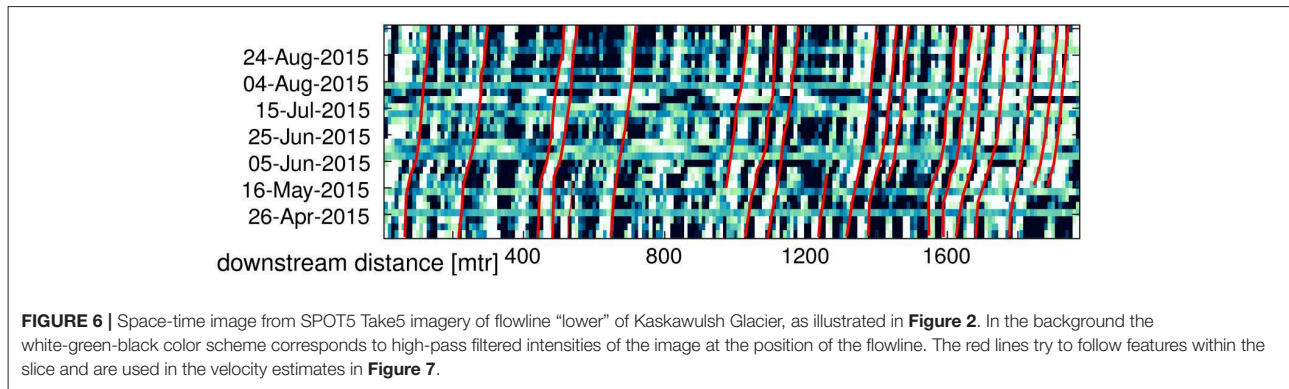 24-Aug-2015
04-Aug-2015
15-Jul-2015
25-Jun-2015
05-Jun-2015
16-May-2015
26-Apr-2015
downstream distance [mtr] 400 800 1200 1600
FIGURE 6 | Space-time image from SPOT5 Take5 imagery of flowline “lower” of Kaskawulsh Glacier, as illustrated in Figure 2. In the background the
white-green-black color scheme corresponds to high-pass filtered intensities of the image at the position of the flowline. The red lines try to follow features within the
slice and are used in the velocity estimates in Figure 7.